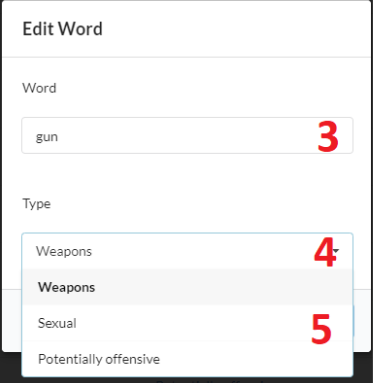 Edit Word
Word
gun 3
Type
Weapons 4
Weapons
Sexual 5
Potentially offensive